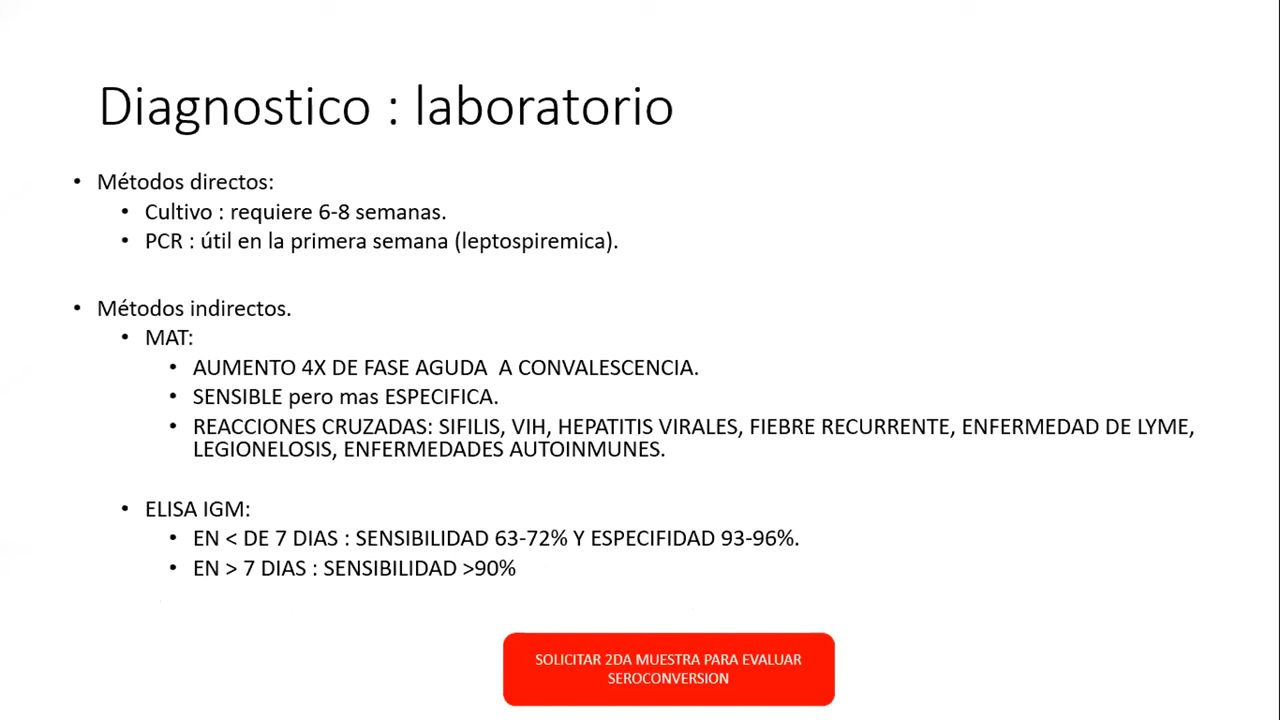 Diagnostico : laboratorio
• Métodos directos:
• Cultivo : requiere 6-8 semanas.
• PCR : útil en la primera semana (leptospiremica).
• Métodos indirectos.
• MAT:
• AUMENTO 4X DE FASE AGUDA A CONVALESCENCIA.
• SENSIBLE pero mas ESPECIFICA.
• REACCIONES CRUZADAS: SIFILIS, VIH, HEPATITIS VIRALES, FIEBRE RECURRENTE, ENFERMEDAD DE LYME,
LEGIONELOSIS, ENFERMEDADES AUTOINMUNES.
• ELISA IGM:
• EN < DE 7 DIAS : SENSIBILIDAD 63-72% Y ESPECIFIDAD 93-96%.
• EN > 7 DIAS : SENSIBILIDAD >90%
SOLICITAR 2DA MUESTRA PARA EVALUAR
SEROCONVERSION